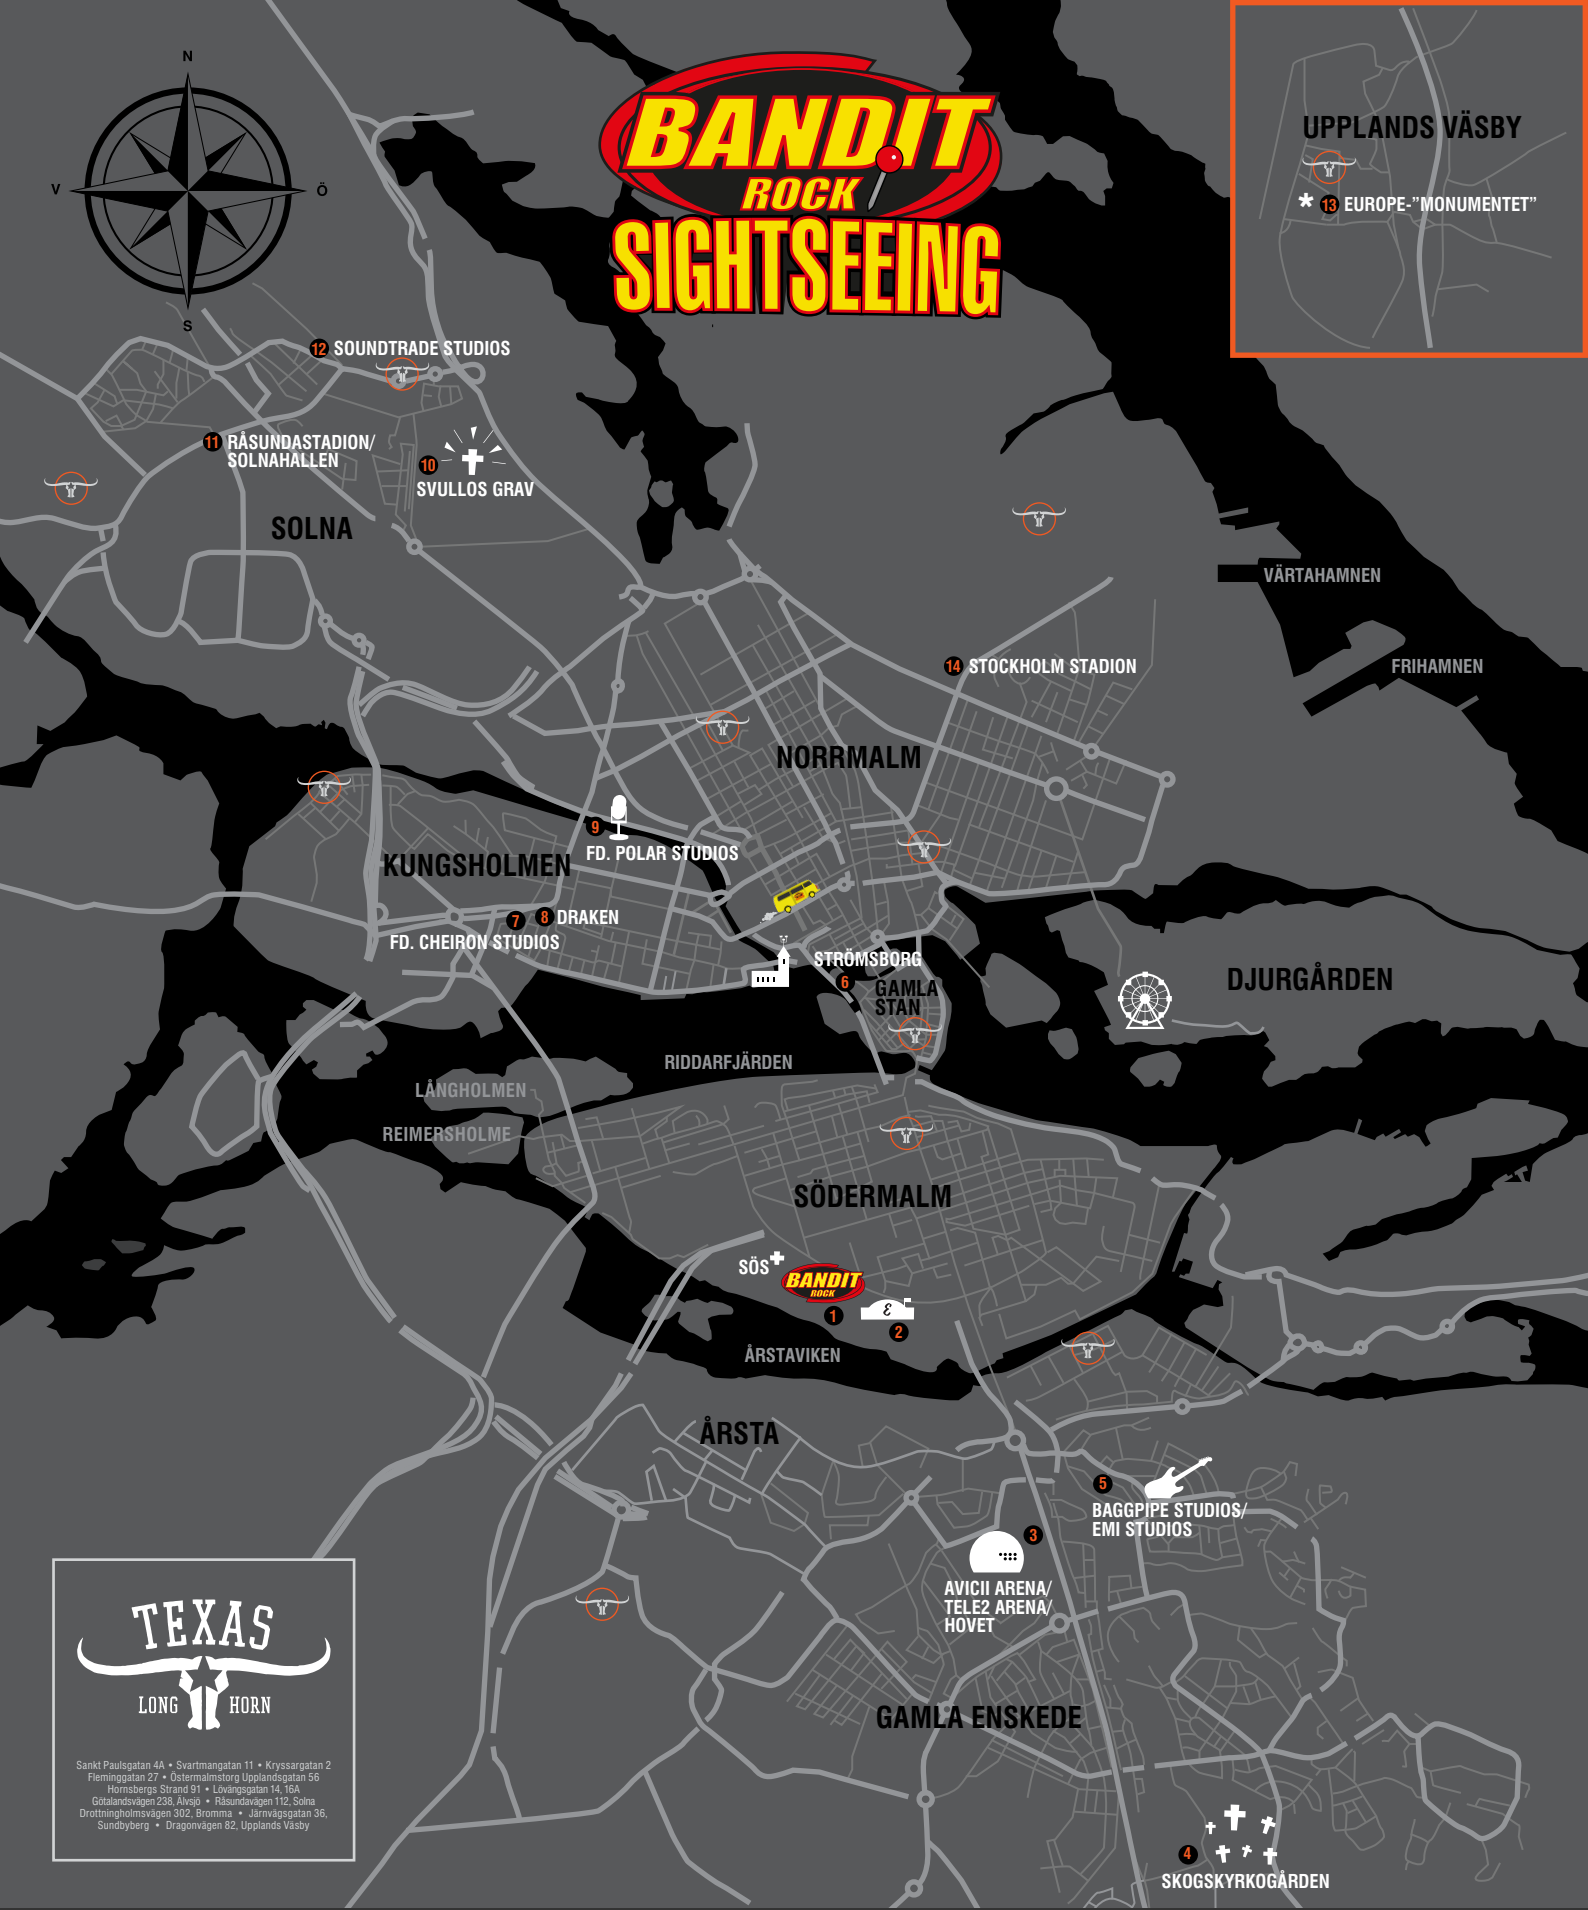 N
V
Ö
S
BANDIT
ROCK
SIGHTSEEING
UPPLANDS VÄSBY
* 13 EUROPE-”MONUMENTET”
12 SOUNDTRADE STUDIOS
11 RÅSUNDASTADION/
SOLNAHALLEN
10
SVULLOS GRAV
SOLNA
VÄRTAHAMNEN
FRIHAMNEN
14 STOCKHOLM STADION
NORRMALM
9
FD. POLAR STUDIOS
KUNGSHOLMEN
7
8 DRAKEN
FD. CHEIRON STUDIOS
STRÖMSBORG
6
GAMLA
STAN
DJURGÅRDEN
RIDDARFJÄRDEN
LÅNGHOLMEN
REIMERSHOLME
SÖDERMALM
SÖS
BANDIT
ROCK
1
2
ÅRSTAVIKEN
ÅRSTA
5
BAGGPIPE STUDIOS/
EMI STUDIOS
3
AVICII ARENA/
TELE2 ARENA/
HOVET
GAMLA ENSKEDE
4
SKOGSKYRKOGÅRDEN
TEXAS
LONG HORN
Sankt Paulsgatan 4A • Svartmangatan 11 • Kryssargatan 2
Fleminggatan 27 • Östermalmstorg Upplandsgatan 56
Hornsbergs Strand 91 • Lövängsgatan 14, 16A
Götalandsvägen 238, Älvsjö • Råsundavägen 112, Solna
Drottningholmsvägen 302, Bromma • Järnvägsgatan 36,
Sundbyberg • Dragonvägen 82, Upplands Väsby